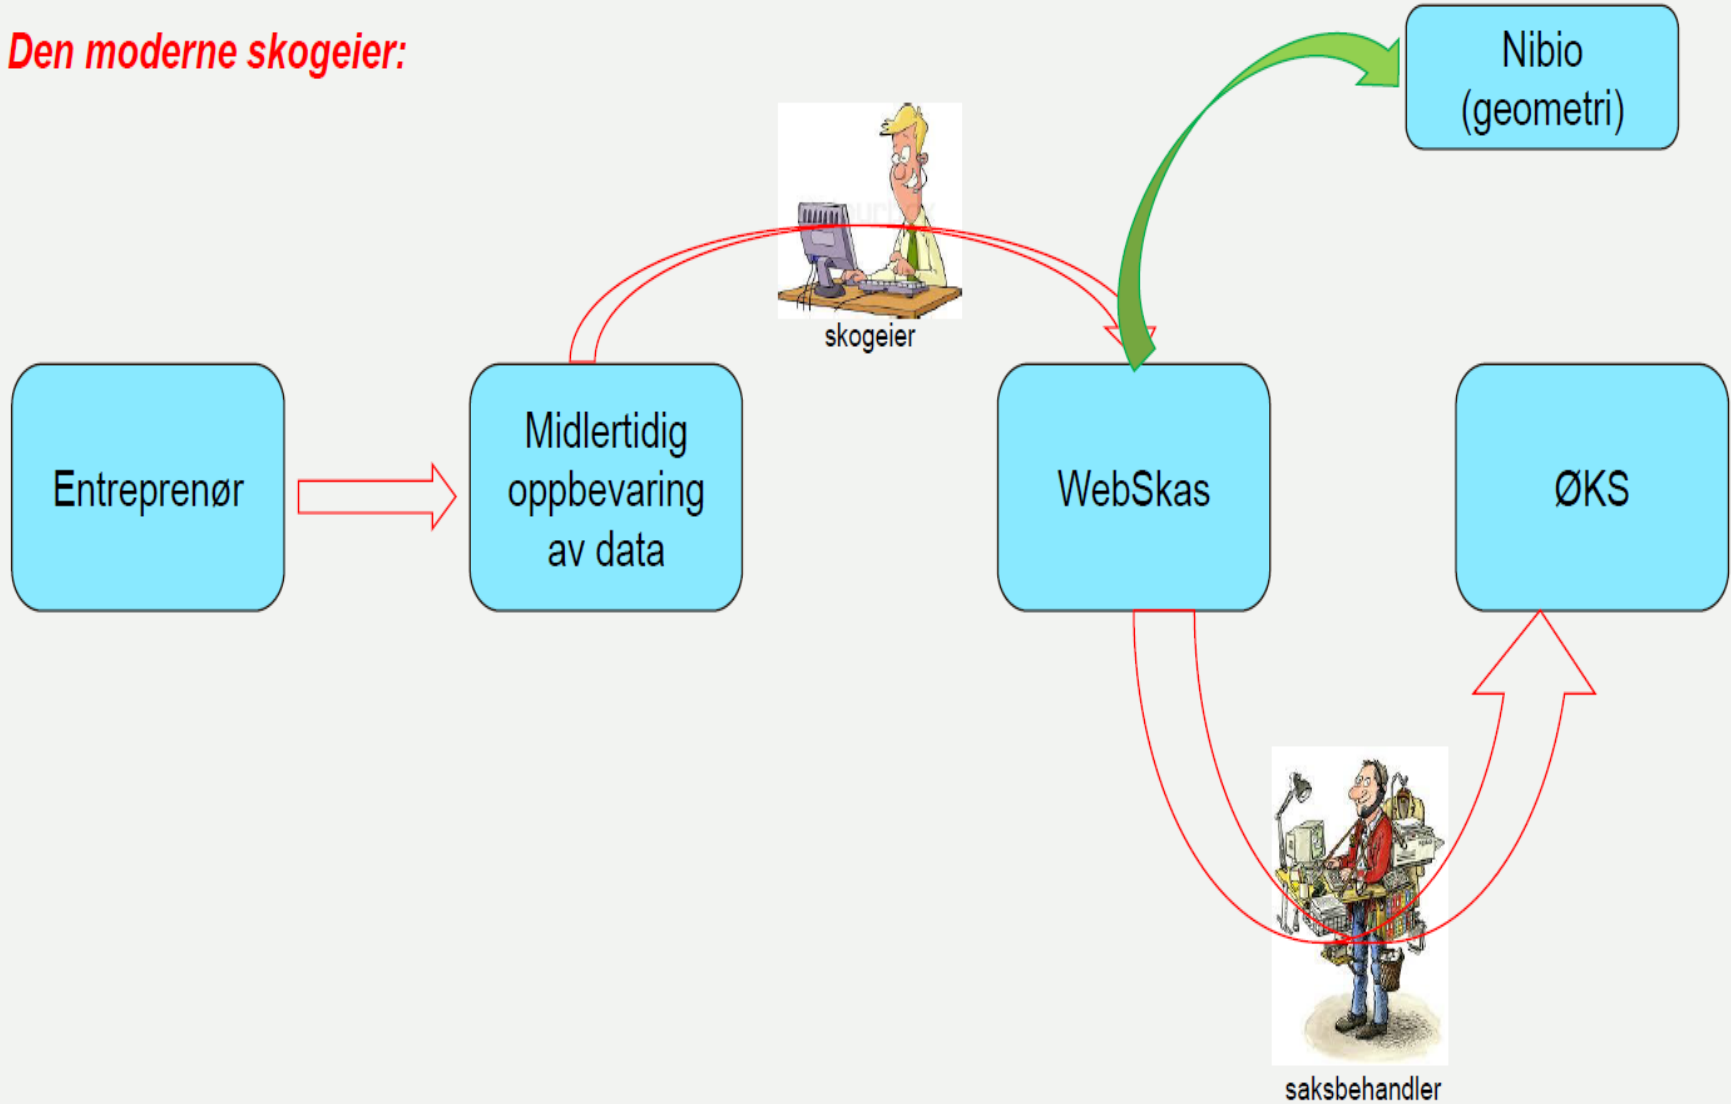 Den moderne skogeier:
Nibio
(geometri)
skogeier
Entreprenør
Midlertidig
oppbevaring
av data
WebSkas
ØKS
saksbehandler